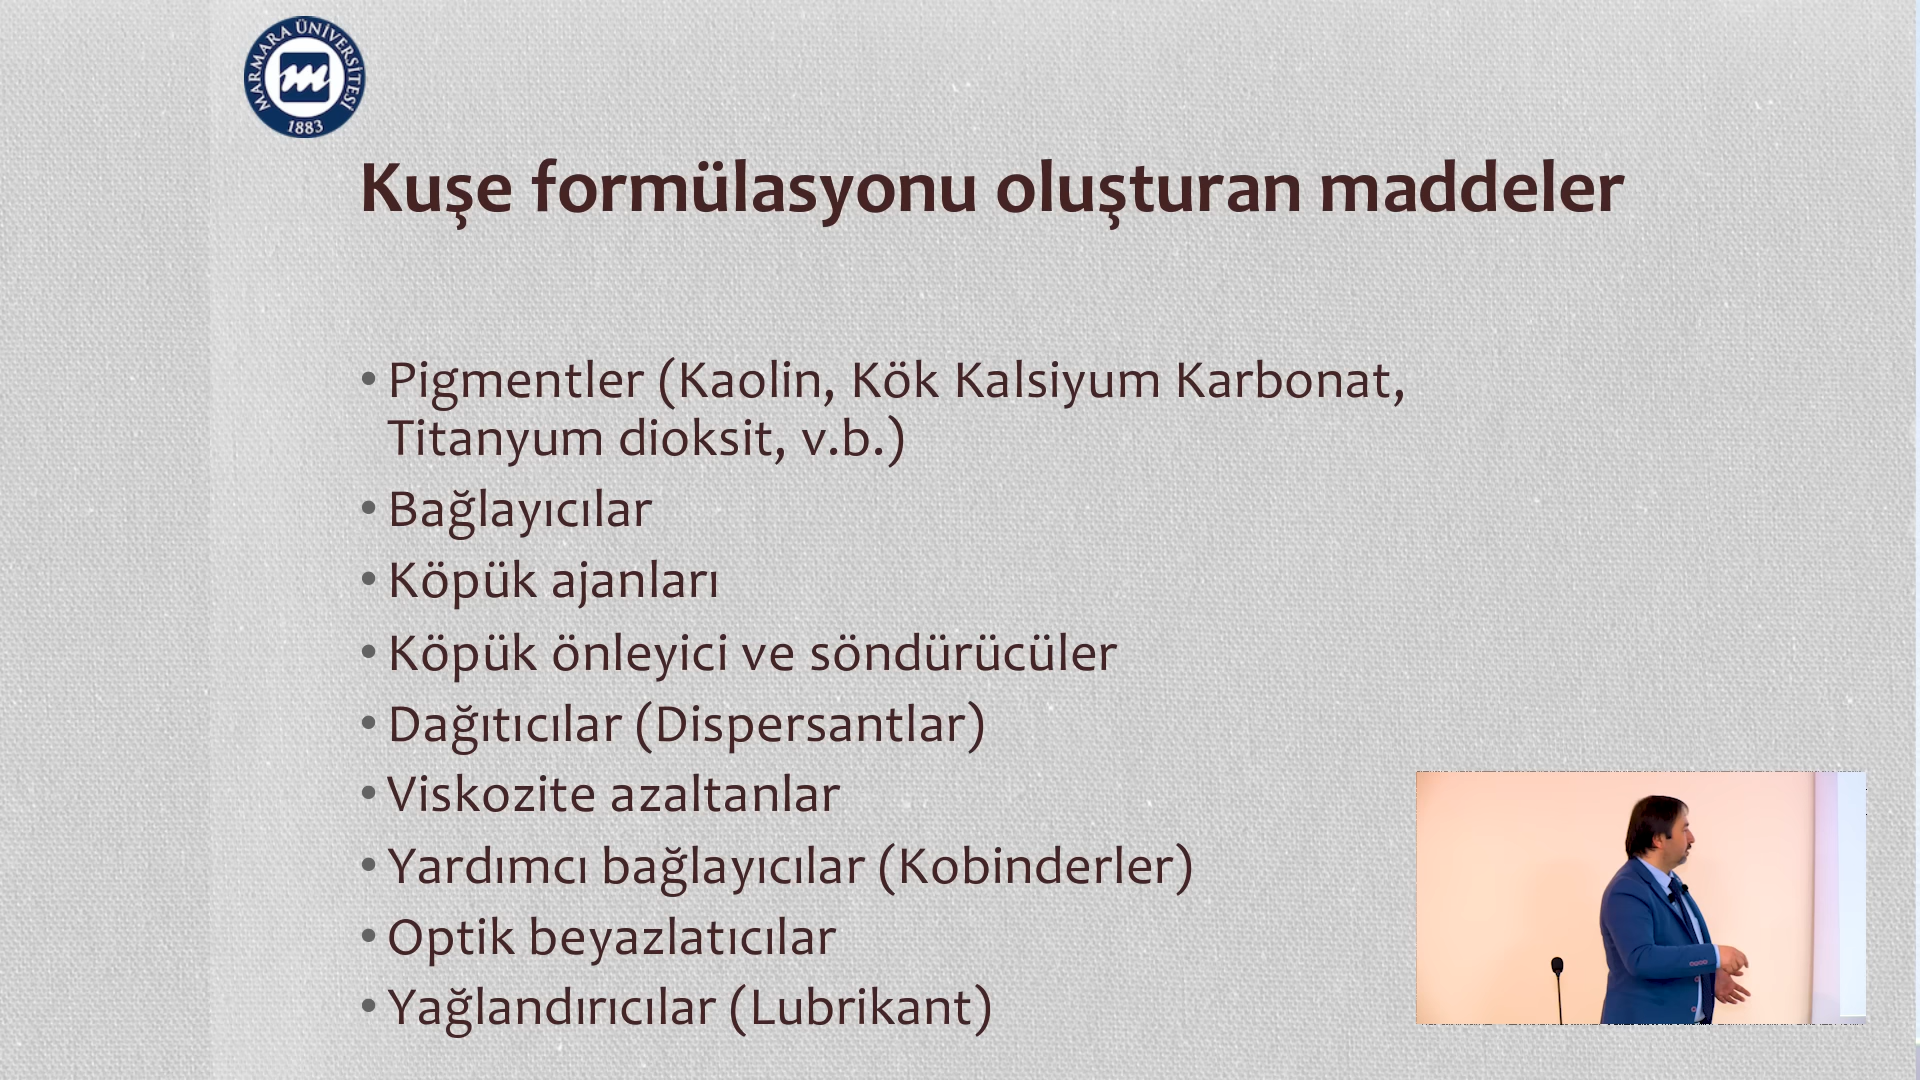 MARMARA ÜNİVERSİTESİ
1883
Kuşe formülasyonu oluşturan maddeler
• Pigmentler (Kaolin, Kök Kalsiyum Karbonat,
Titanyum dioksit, v.b.)
• Bağlayıcılar
• Köpük ajanları
• Köpük önleyici ve söndürücüler
• Dağıtıcılar (Dispersantlar)
• Viskozite azaltanlar
• Yardımcı bağlayıcılar (Kobinderler)
• Optik beyazlatıcılar
• Yağlandırıcılar (Lubrikant)